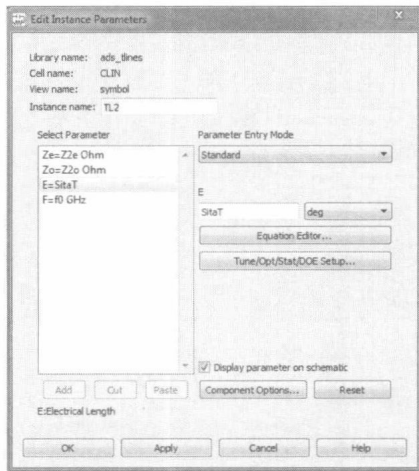 Edit Instance Parameters
X
Library name: ads_tlines
Cell name: CLIN
View name: symbol
Instance name: TL2
Select Parameter
Ze=Z2e Ohm
Zo=Z2o Ohm
E=SitaT
F=f0 GHz
Add Cut Paste
E:Electrical Length
Parameter Entry Mode
Standard
E
SitaT deg
Equation Editor...
Tune/Opt/Stat/DOE Setup...
Display parameter on schematic
Component Options... Reset
OK Apply Cancel Help